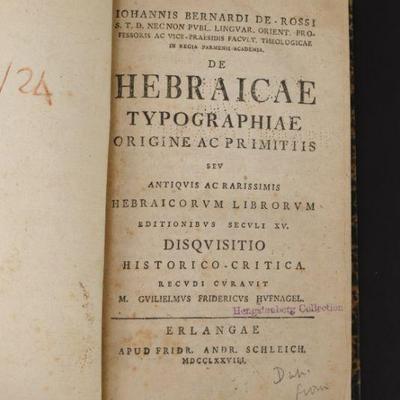 /24
IOHANNIS BERNARDI DE-ROSSI
S. T. D. NEC NON PVBL. LINGVAR. ORIENT. PRO-
FESSORIS AC VICE-PRAESIDIS FACVLT. THEOLOGICAE
IN REGIA PARMENSI ACADEMIA.
DE
HEBRAICAE
TYPOGRAPHIAE
ORIGINE AC PRIMITIIS
SEV
ANTIQVIS AC RARISSIMIS
HEBRAICORVM LIBRORVM
EDITIONIBVS SECVLI XV.
DISQVISITIO
HISTORICO-CRITICA.
RECVDI CVRAVIT
M. GVILIELMVS FRIDERICVS HVFNAGEL.
Hengstenberg Collection
ERLANGAE
APVD FRIDR. ANDR. SCHLEICH,
MDCCLXXVIII.